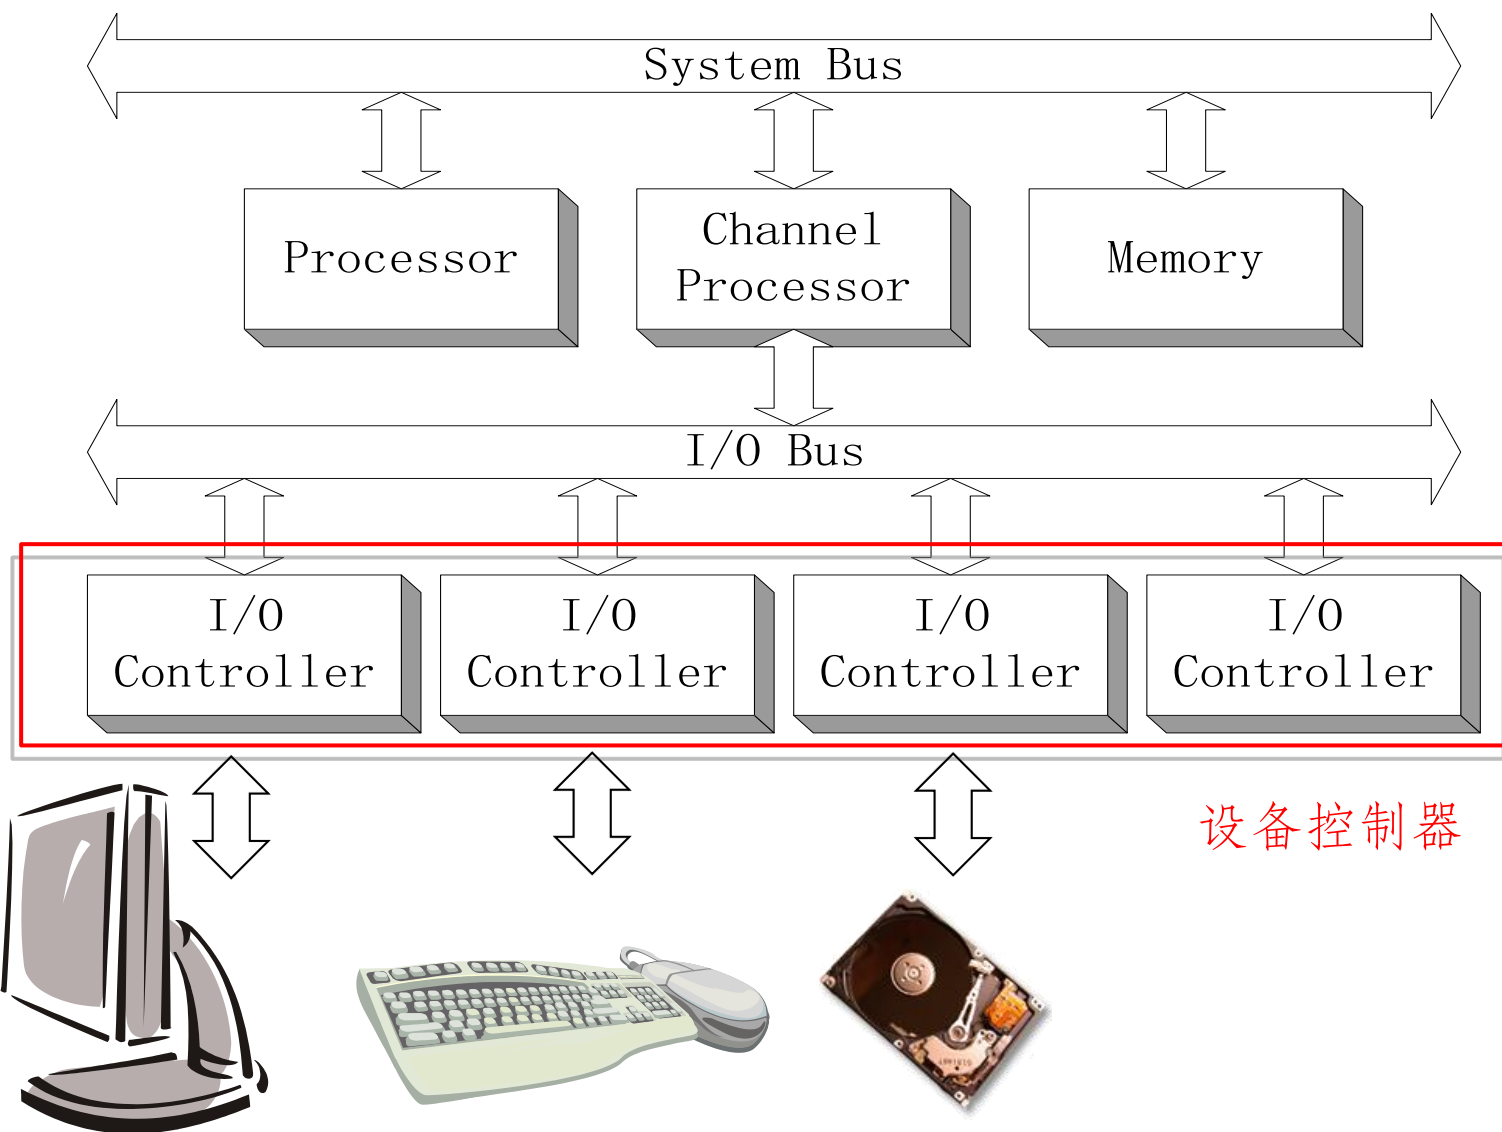 System Bus
Processor
Channel
Processor
Memory
I/O Bus
I/O
Controller
I/O
Controller
I/O
Controller
I/O
Controller
设备控制器